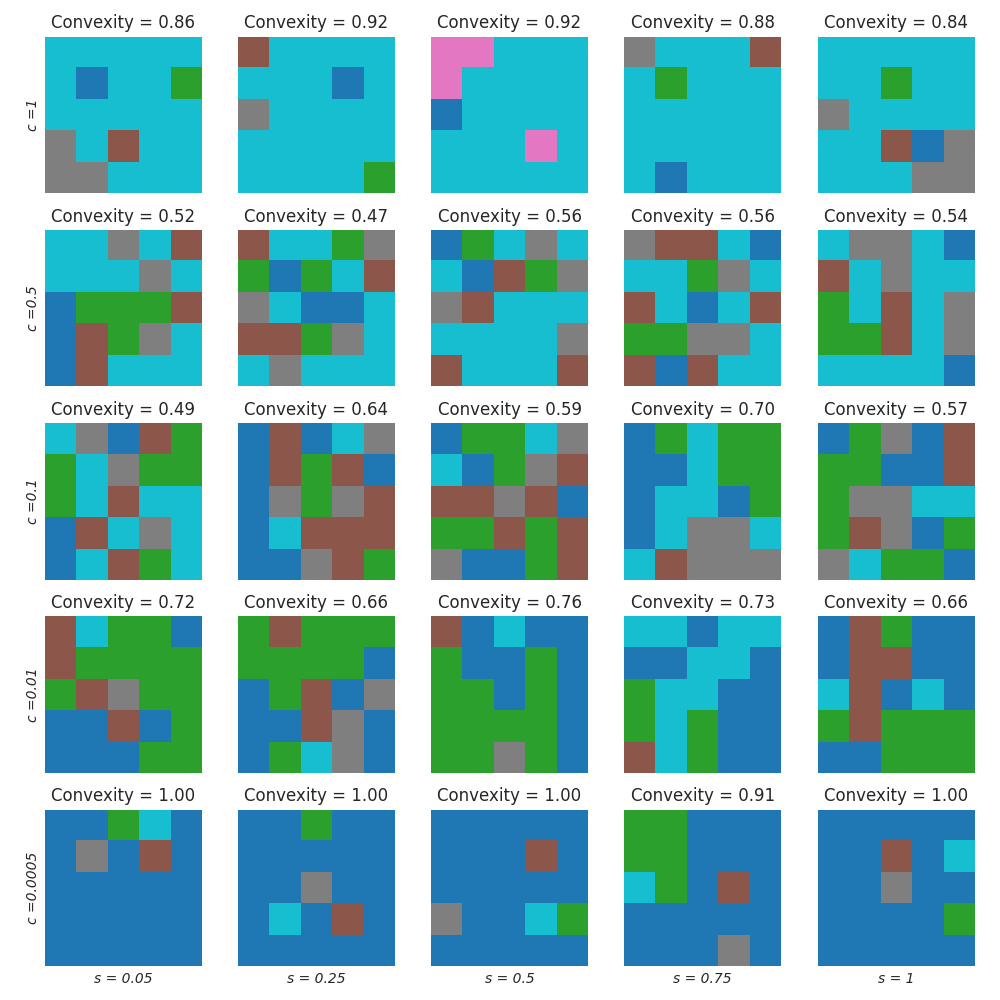 Convexity = 0.86 Convexity = 0.92 Convexity = 0.92 Convexity = 0.88 Convexity = 0.84
c =1
Convexity = 0.52 Convexity = 0.47 Convexity = 0.56 Convexity = 0.56 Convexity = 0.54
c =0.5
Convexity = 0.49 Convexity = 0.64 Convexity = 0.59 Convexity = 0.70 Convexity = 0.57
c =0.1
Convexity = 0.72 Convexity = 0.66 Convexity = 0.76 Convexity = 0.73 Convexity = 0.66
c =0.01
Convexity = 1.00 Convexity = 1.00 Convexity = 1.00 Convexity = 0.91 Convexity = 1.00
c =0.0005
s = 0.05 s = 0.25 s = 0.5 s = 0.75 s = 1